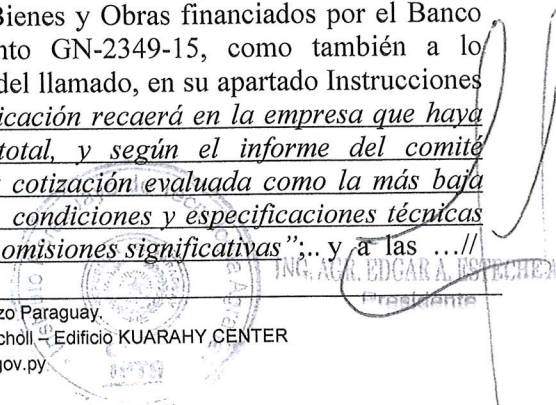 Bienes y Obras financiados por el Banco
nto GN-2349-15, como también a lo
del llamado, en su apartado Instrucciones
icación recaerá en la empresa que haya
total, y según el informe del comité
cotización evaluada como la más baja
condiciones y especificaciones técnicas
omisiones significativas”;.. y a las …//
ING. AGR. EDGAR A. ESTECHE A
Presidente
zo Paraguay.
choll – Edificio KUARAHY CENTER
gov.py